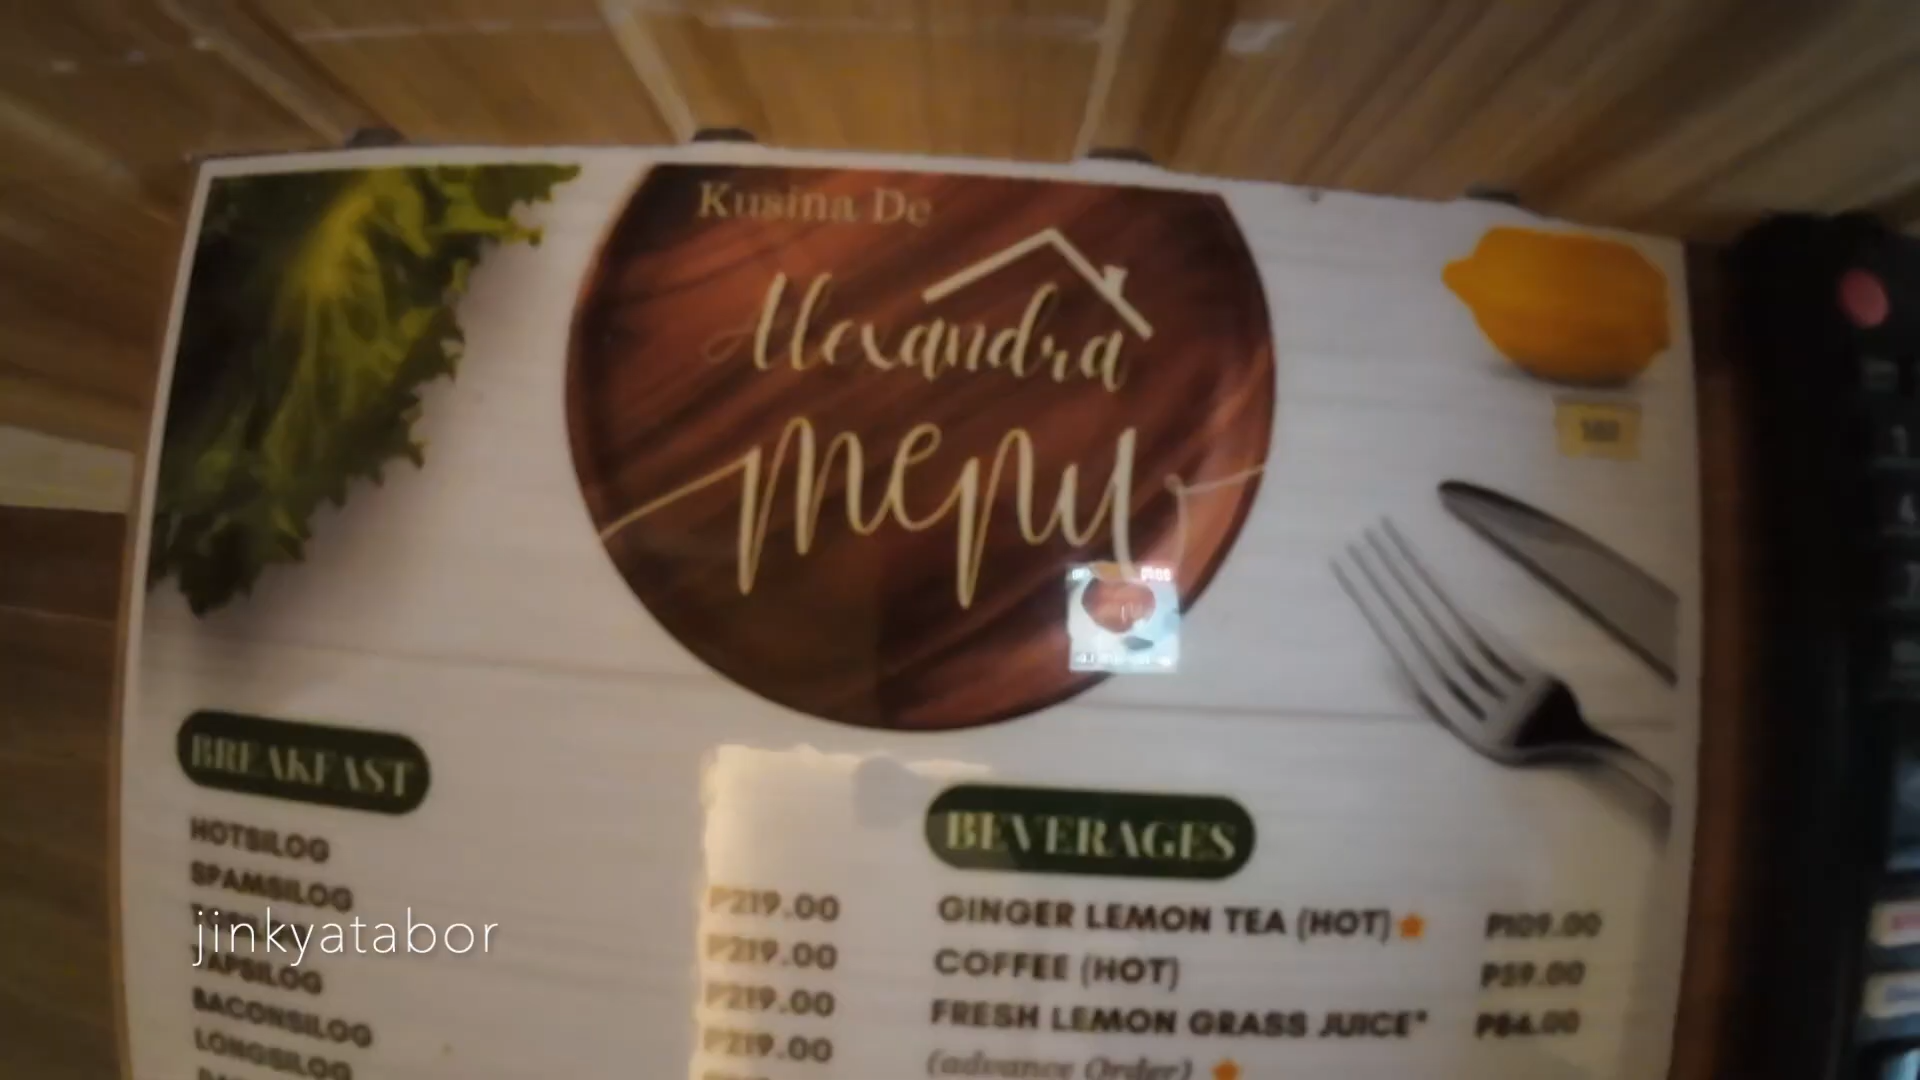 Kusina De
Alexandra
menu
BREAKFAST
HOTSILOG
SPAMSILOG
TAPSILOG
BACONSILOG
LONGSILOG
P219.00
P219.00
P219.00
P219.00
BEVERAGES
GINGER LEMON TEA (HOT) P109.00
COFFEE (HOT) P59.00
FRESH LEMON GRASS JUICE* P84.00
(advance Order)
jinkyatabor